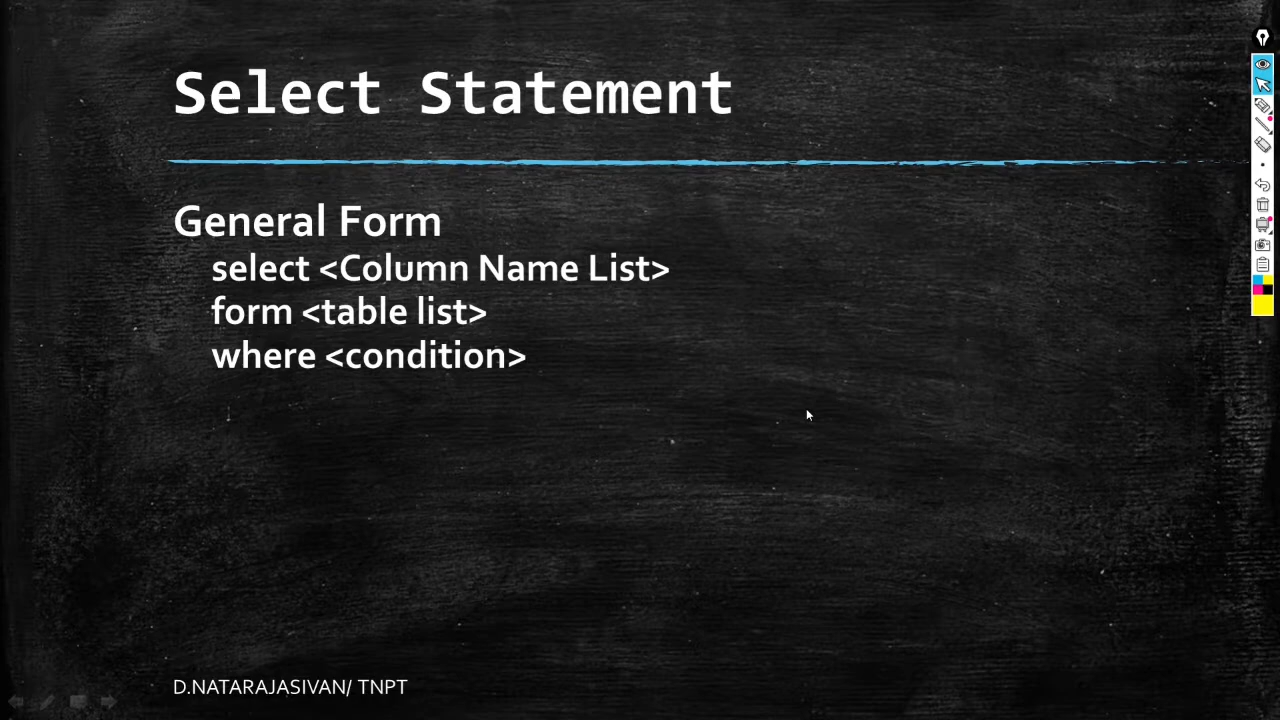 Select Statement
General Form
select <Column Name List>
form <table list>
where <condition>
D.NATARAJASIVAN/ TNPT